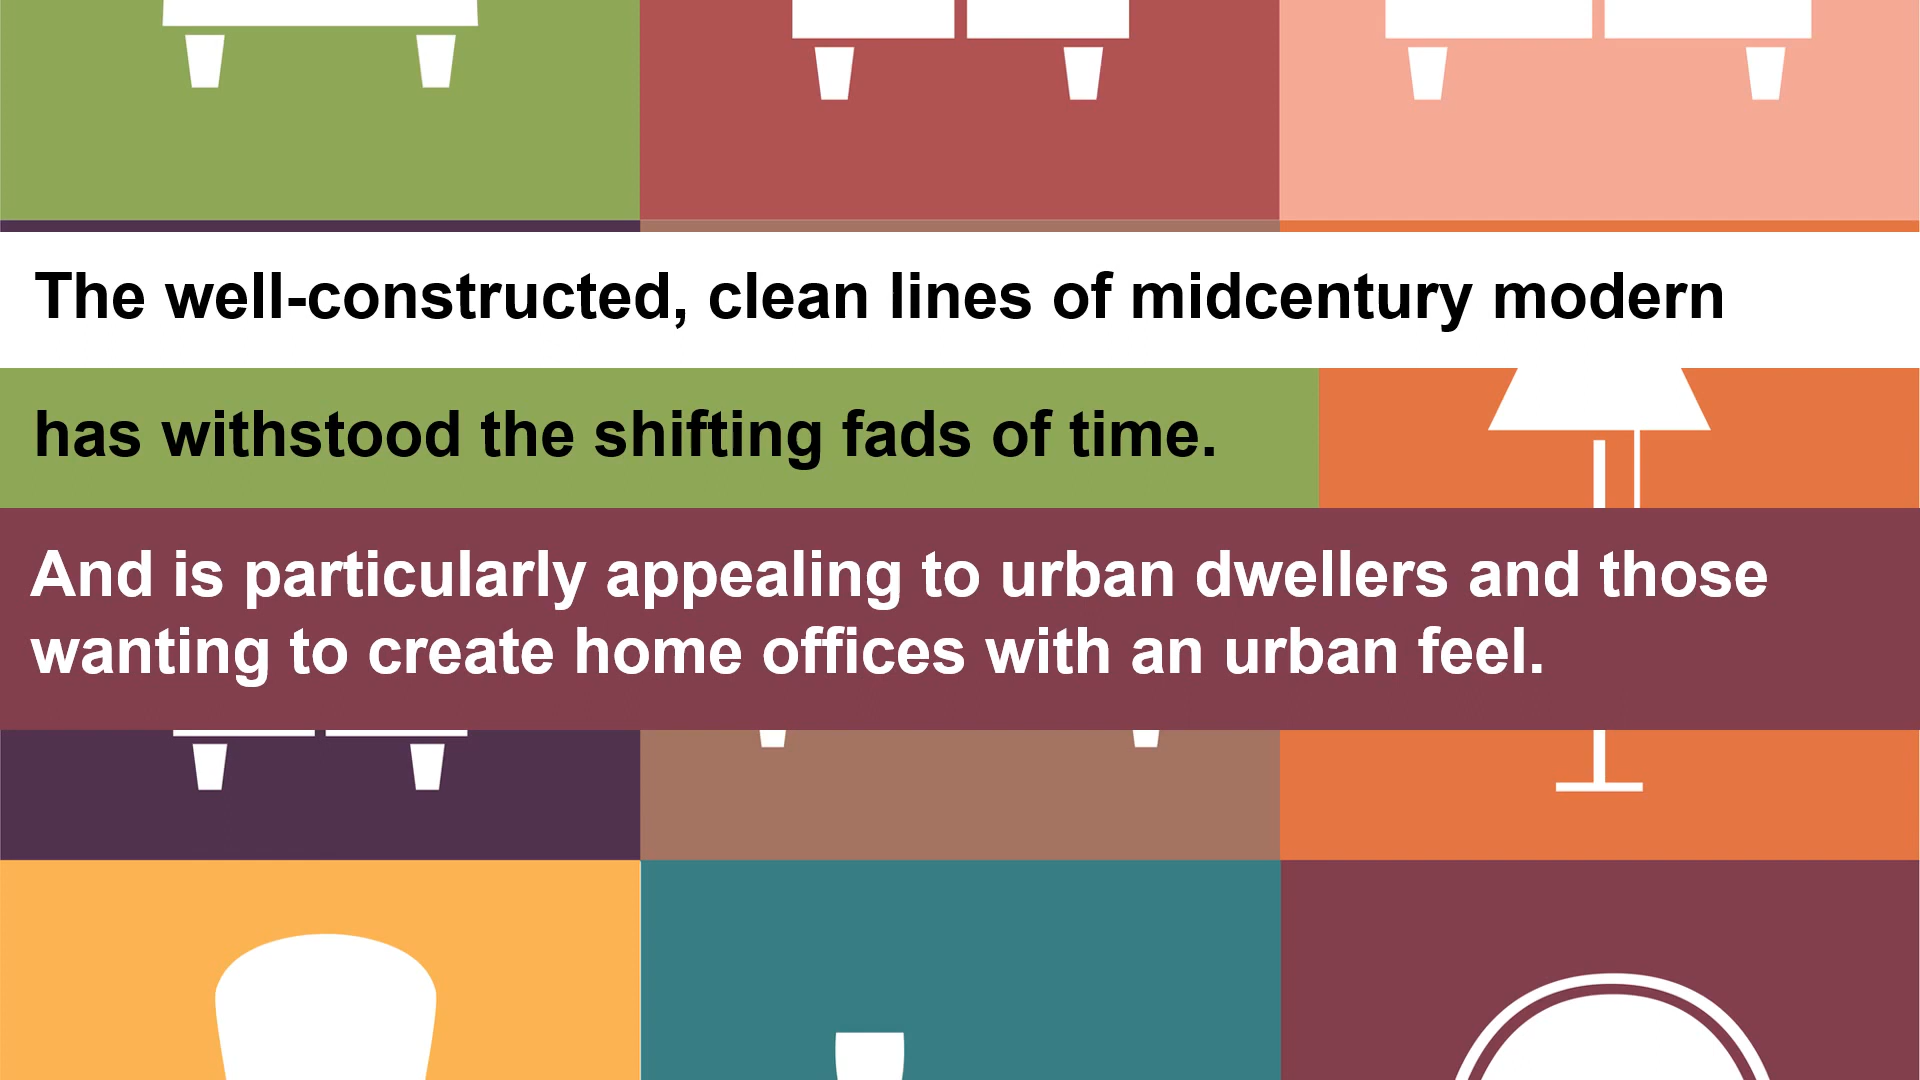 The well-constructed, clean lines of midcentury modern
has withstood the shifting fads of time.
And is particularly appealing to urban dwellers and those
wanting to create home offices with an urban feel.